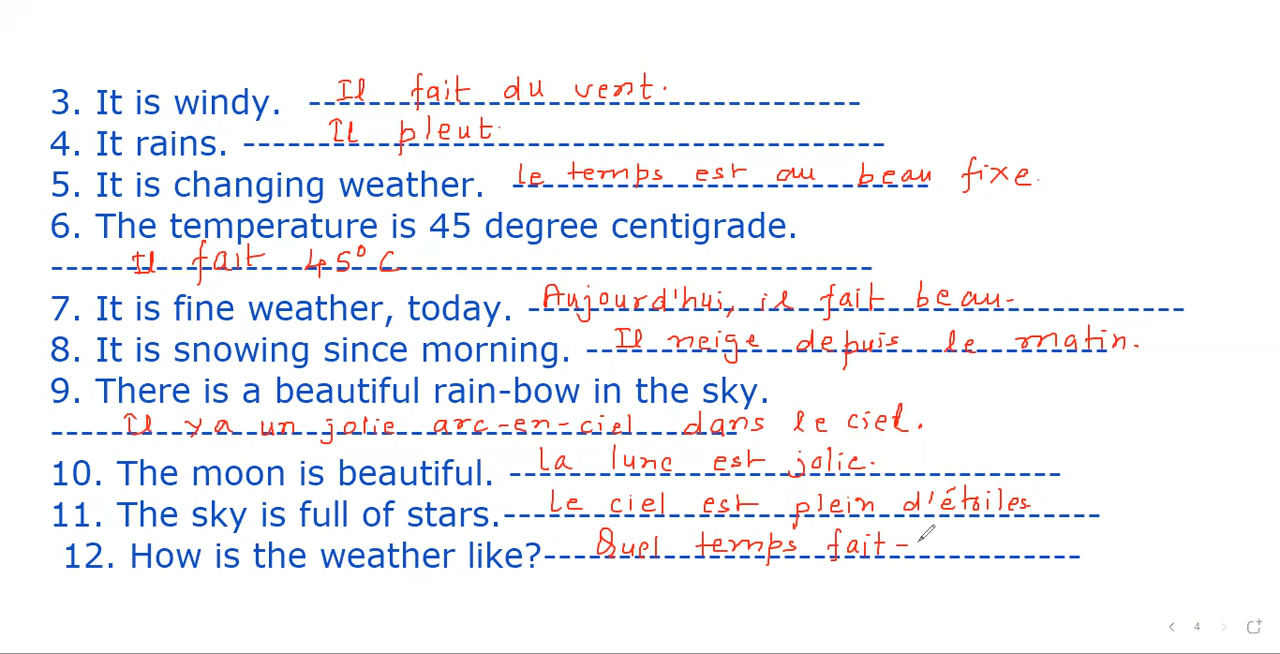 3. It is windy. Il fait du vent.
4. It rains. Il pleut.
5. It is changing weather. le temps est au beau fixe.
6. The temperature is 45 degree centigrade.
Il fait 45°C
7. It is fine weather, today. Aujourd'hui, il fait beau.
8. It is snowing since morning. Il neige depuis le matin.
9. There is a beautiful rain-bow in the sky.
Il y a un jolie arc-en-ciel dans le ciel.
10. The moon is beautiful. la lune est jolie.
11. The sky is full of stars. le ciel est plein d'étoiles
12. How is the weather like? Quel temps fait-
4